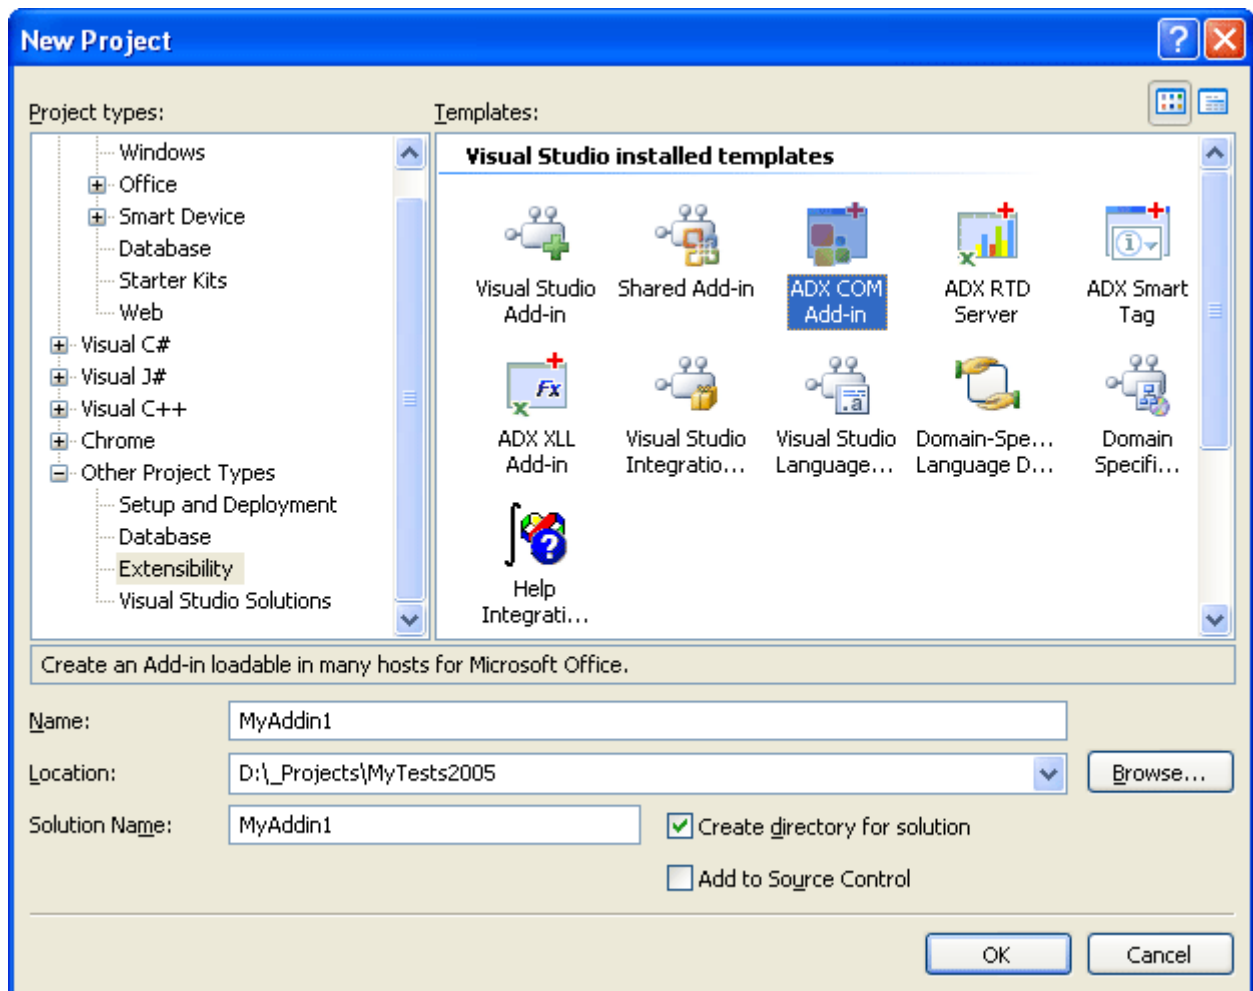 New Project
Project types:
Templates:
Windows
Office
Smart Device
Database
Starter Kits
Web
Visual C#
Visual J#
Visual C++
Chrome
Other Project Types
Setup and Deployment
Database
Extensibility
Visual Studio Solutions
Visual Studio installed templates
Visual Studio
Add-in
Shared Add-in
ADX COM
Add-in
ADX RTD
Server
ADX Smart
Tag
ADX XLL
Add-in
Visual Studio
Integratio...
Visual Studio
Language...
Domain-Spe...
Language D...
Domain
Specifi...
Help
Integrati...
Create an Add-in loadable in many hosts for Microsoft Office.
Name:
MyAddin1
Location:
D:\_Projects\MyTests2005
Browse...
Solution Name:
MyAddin1
Create directory for solution
Add to Source Control
OK
Cancel